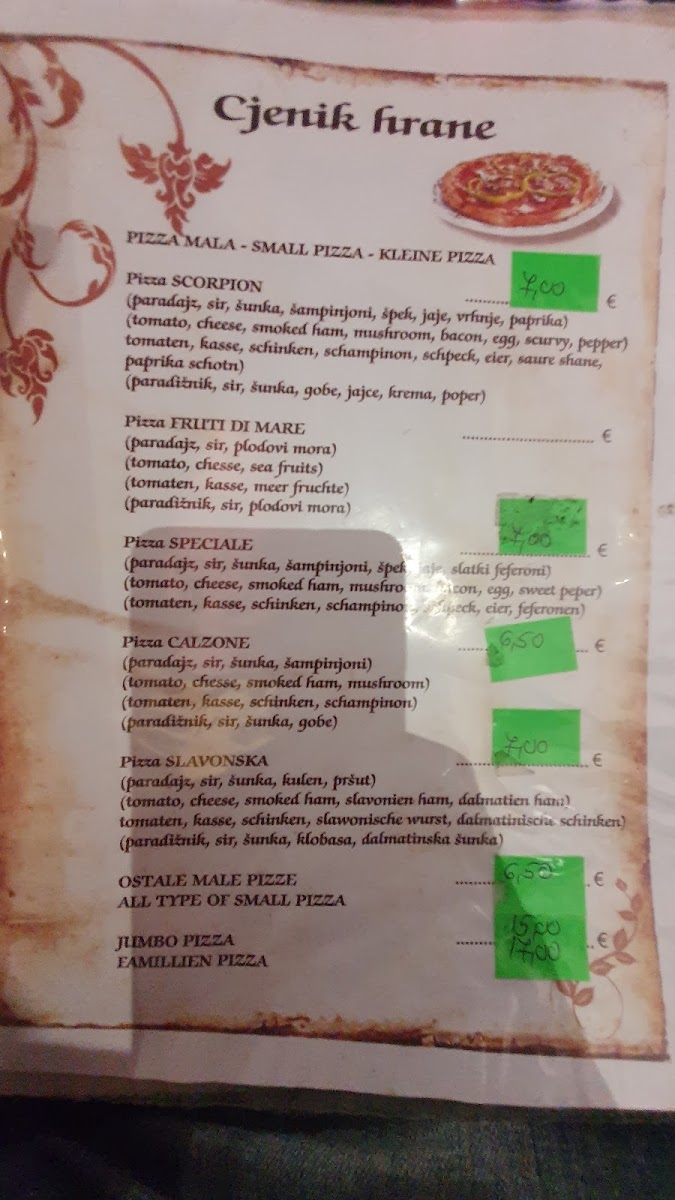 Cjenik hrane
PIZZA MALA - SMALL PIZZA - KLEINE PIZZA
Pizza SCORPION ............ 7,00 €
(paradajz, sir, šunka, šampinjoni, špek, jaje, vrhnje, paprika)
(tomato, cheese, smoked ham, mushroom, bacon, egg, scurvy, pepper)
tomaten, kasse, schinken, schampinon, schpeck, eier, saure shane,
paprika schotn)
(paradižnik, sir, šunka, gobe, jajce, krema, poper)
Pizza FRUTI DI MARE ............ €
(paradajz, sir, plodovi mora)
(tomato, chesse, sea fruits)
(tomaten, kasse, meer fruchte)
(paradižnik, sir, plodovi mora)
Pizza SPECIALE ............ 7,00 €
(paradajz, sir, šunka, šampinjoni, špek, jaje, slatki feferoni)
(tomato, cheese, smoked ham, mushroom, bacon, egg, sweet peper)
(tomaten, kasse, schinken, schampinon, schpeck, eier, feferonen)
Pizza CALZONE ............ 6,50 €
(paradajz, sir, šunka, šampinjoni)
(tomato, chesse, smoked ham, mushroom)
(tomaten, kasse, schinken, schampinon)
(paradižnik, sir, šunka, gobe)
Pizza SLAVONSKA ............ 7,00 €
(paradajz, sir, šunka, kulen, pršut)
(tomato, cheese, smoked ham, slavonien ham, dalmatien ham)
tomaten, kasse, schinken, slawonische wurst, dalmatinische schinken)
(paradižnik, sir, šunka, klobasa, dalmatinska šunka)
OSTALE MALE PIZZE ............ 6,50 €
ALL TYPE OF SMALL PIZZA
JUMBO PIZZA ............ 15,00 €
FAMILLIEN PIZZA 17,00